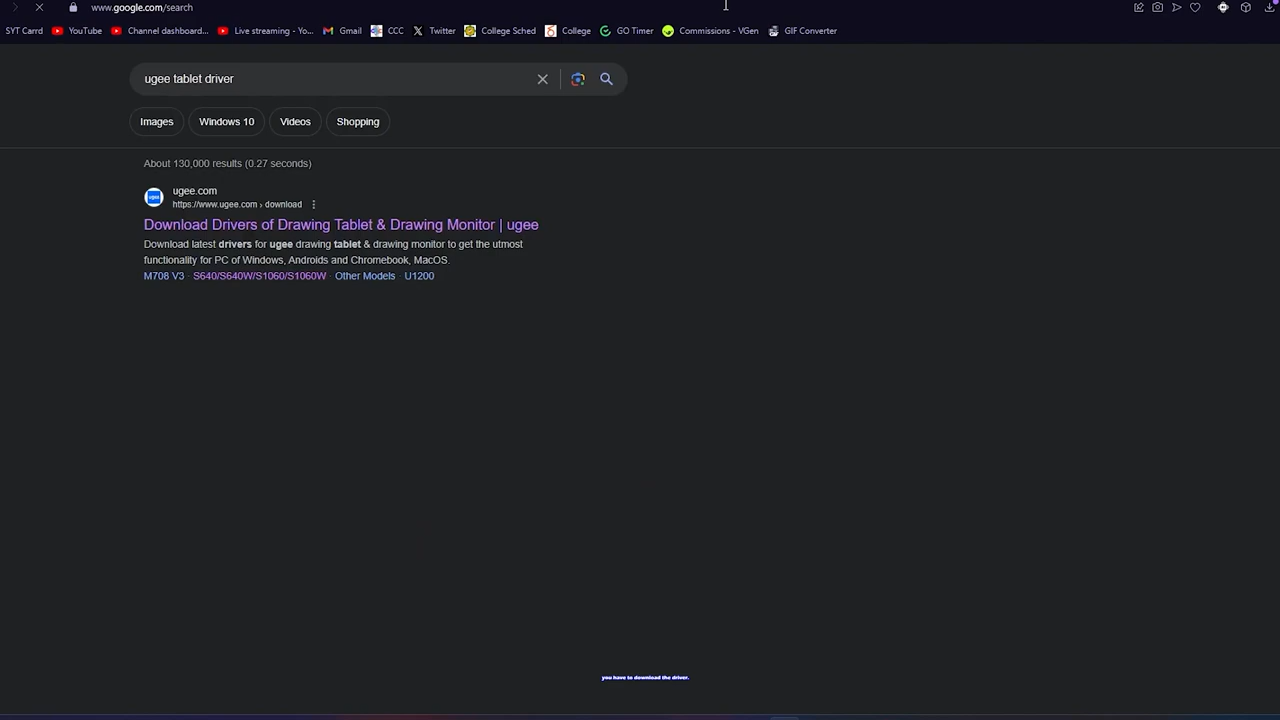 www.google.com/search
SYT Carrd YouTube Channel dashboard... Live streaming - Yo... Gmail CCC Twitter College Sched College GO Timer Commissions - VGen GIF Converter
ugee tablet driver
Images Windows 10 Videos Shopping
About 130,000 results (0.27 seconds)
ugee.com
https://www.ugee.com › download
Download Drivers of Drawing Tablet & Drawing Monitor | ugee
Download latest drivers for ugee drawing tablet & drawing monitor to get the utmost
functionality for PC of Windows, Androids and Chromebook, MacOS.
M708 V3 · S640/S640W/S1060/S1060W · Other Models · U1200
you have to download the driver.